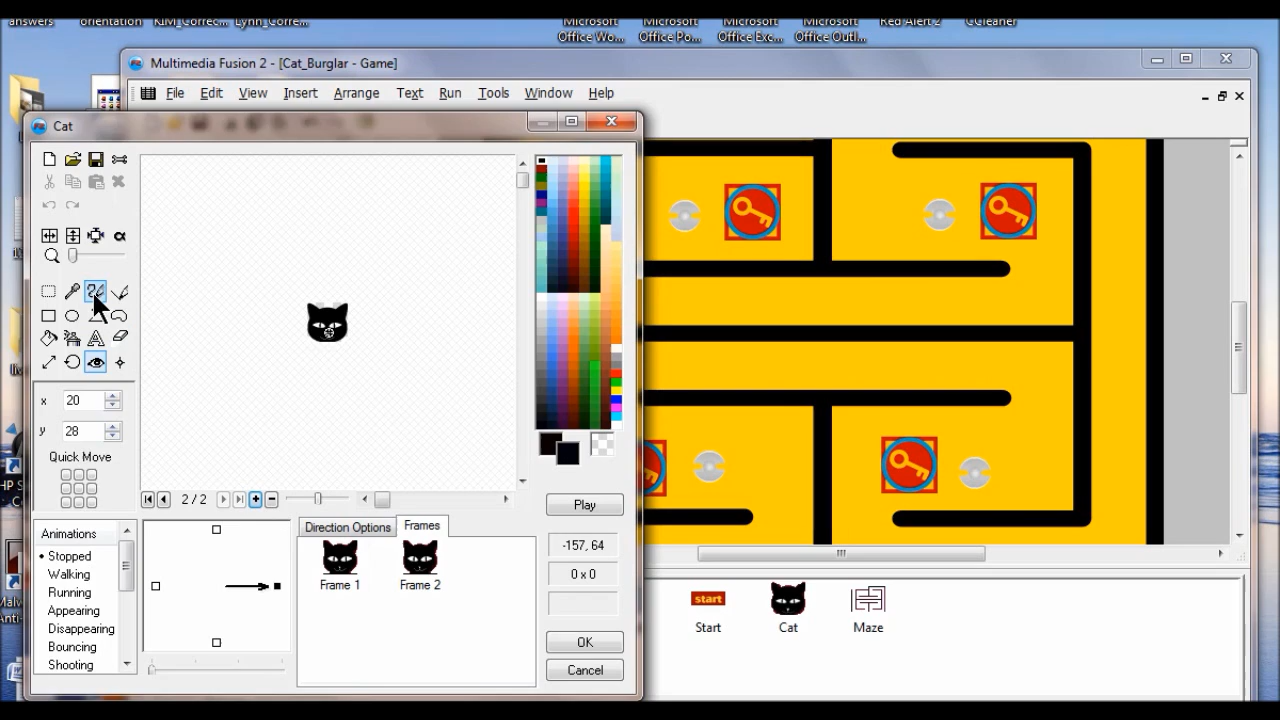 answers
orientation
KIM_Correc...
Lynn_Corre...
Microsoft
Office Wo...
Microsoft
Office Po...
Microsoft
Office Exc...
Microsoft
Office Outl...
Red Alert 2
CCleaner
Multimedia Fusion 2 - [Cat_Burglar - Game]
File Edit View Insert Arrange Text Run Tools Window Help
Cat
x 20
y 28
Quick Move
2 / 2
Play
Animations
Stopped
Walking
Running
Appearing
Disappearing
Bouncing
Shooting
Direction Options
Frames
Frame 1
Frame 2
-157, 64
0 x 0
OK
Cancel
start
Start
Cat
Maze